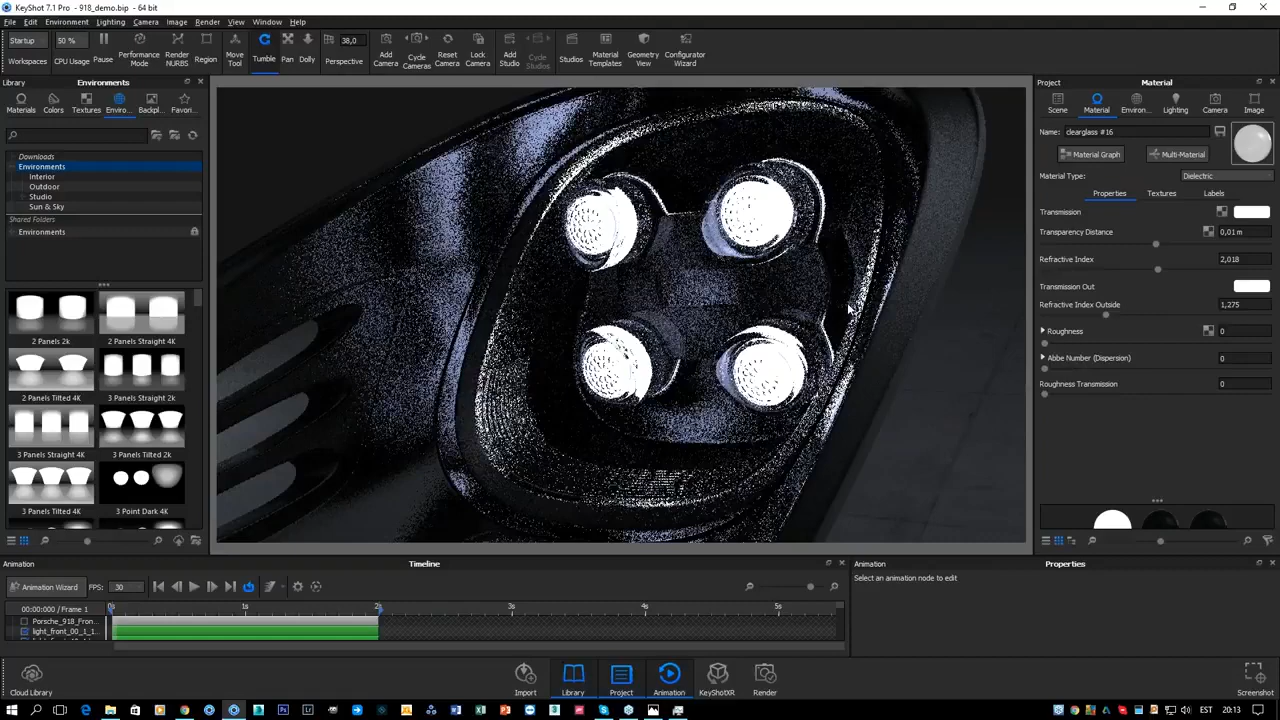 KeyShot 7.1 Pro - 918_demo.bip - 64 bit
File Edit Environment Lighting Camera Image Render View Window Help
Startup 50 % 38,0
Workspaces CPU Usage Pause Performance Mode Render NURBS Region Move Tool Tumble Pan Dolly Perspective Add Camera Cycle Cameras Reset Camera Lock Camera Add Studio Cycle Studios Studios Material Templates Geometry View Configurator Wizard
Library Environments
Materials Colors Textures Enviro... Backpl... Favori...
Downloads
Environments
Interior
Outdoor
Studio
Sun & Sky
Shared Folders
Environments
2 Panels 2k 2 Panels Straight 4K
2 Panels Tilted 4K 3 Panels Straight 2k
3 Panels Straight 4K 3 Panels Tilted 2k
3 Panels Tilted 4K 3 Point Dark 4K
Project Material
Scene Material Environ... Lighting Camera Image
Name: clearglass #16
Material Graph Multi-Material
Material Type: Dielectric
Properties Textures Labels
Transmission
Transparency Distance 0,01 m
Refractive Index 2,018
Transmission Out
Refractive Index Outside 1,275
Roughness 0
Abbe Number (Dispersion) 0
Roughness Transmission 0
Animation Timeline
Animation Wizard FPS: 30
00:00:000 / Frame 1 0s 1s 2s 3s 4s 5s
Porsche_918_Fron...
light_front_00_1_1...
Animation Properties
Select an animation node to edit
Cloud Library Import Library Project Animation KeyShotXR Render Screenshot
EST 20:13